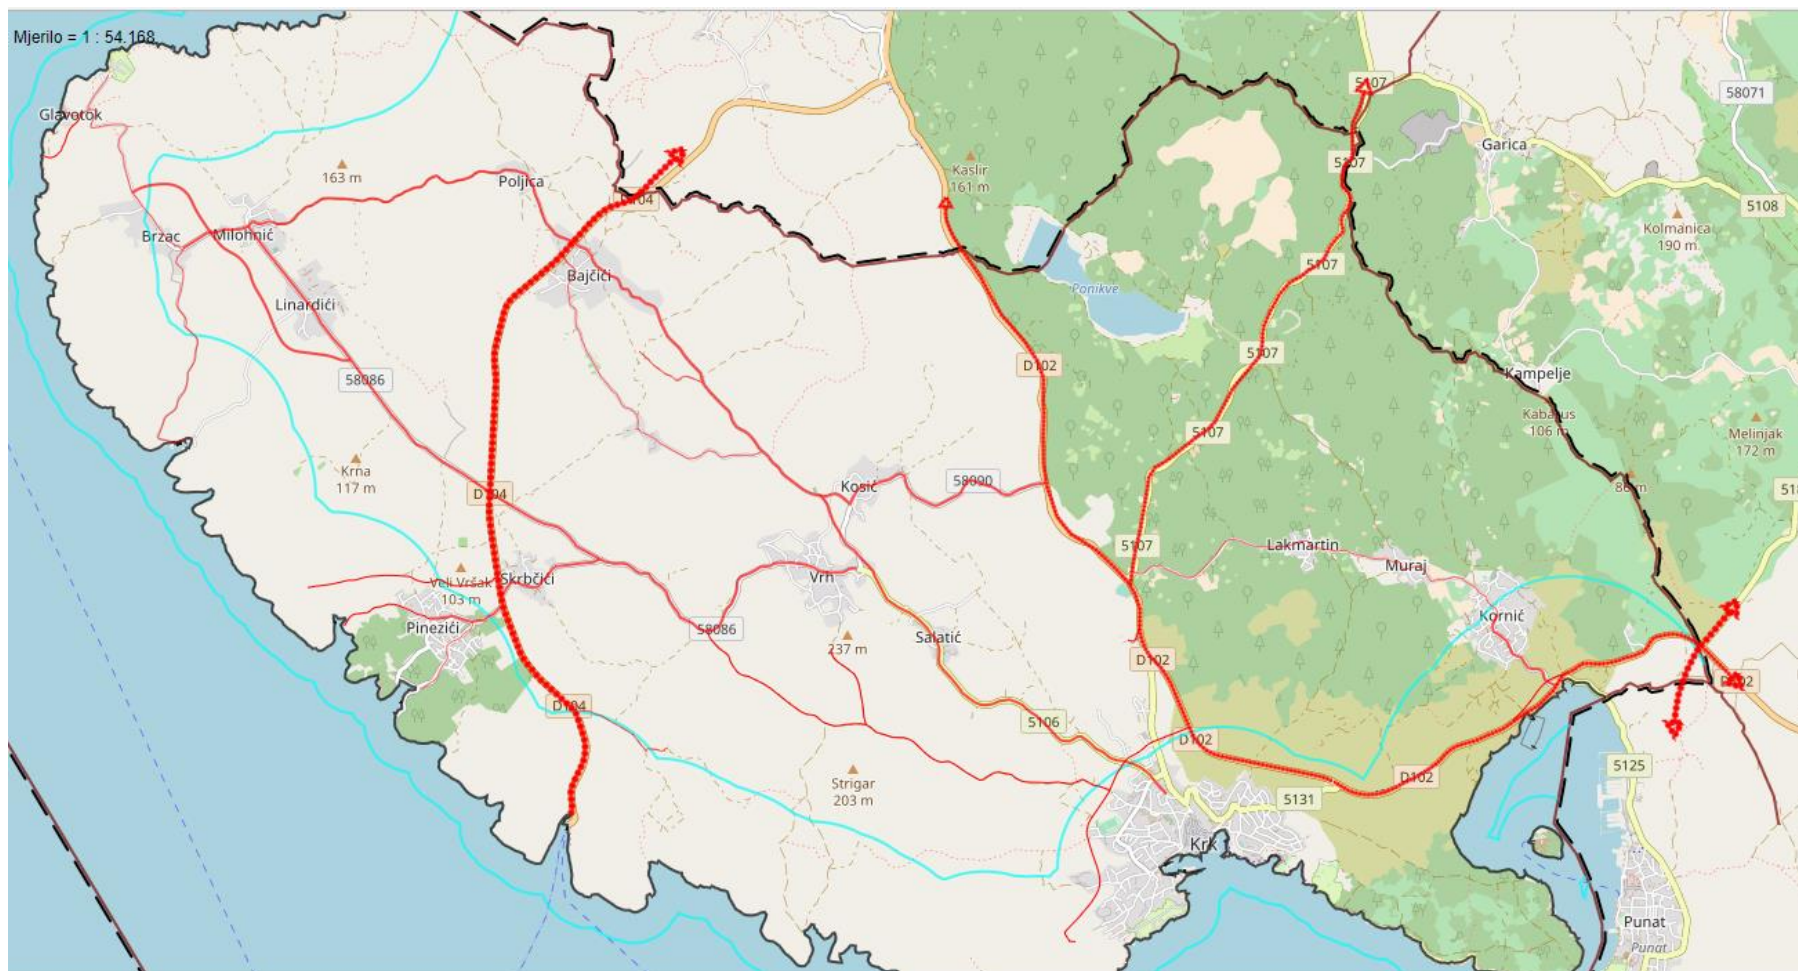 Mjerilo = 1 : 54.168
5107
58071
Glavotok
Garica
5107
Kaslir
161 m
163 m
Poljica
D104
5108
Kolmanica
190 m
Brzac
Milohnić
5107
Bajčići
Ponikve
Linardići
5107
D102
58086
Kampelje
106 m
Melinjak
172 m
5107
Krna
117 m
D104
Kosić
58090
5107
Lakmartin
Muraj
Veli Vršak
103 m
Skrbčići
Vrh
Kornić
Pinezići
58086
Salatić
237 m
D102
D102
D104
5106
D102
5125
Strigar
203 m
D102
5131
Krk
Punat
Punat